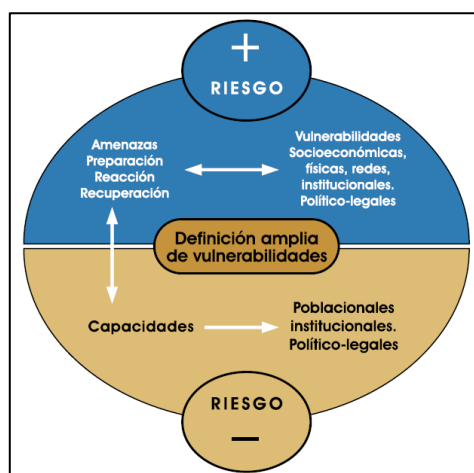 +
RIESGO
Amenazas
Preparación
Reacción
Recuperación
Vulnerabilidades
Socioeconómicas,
físicas, redes,
institucionales.
Político-legales
Definición amplia
de vulnerabilidades
Capacidades
Poblacionales
institucionales.
Político-legales
RIESGO
–